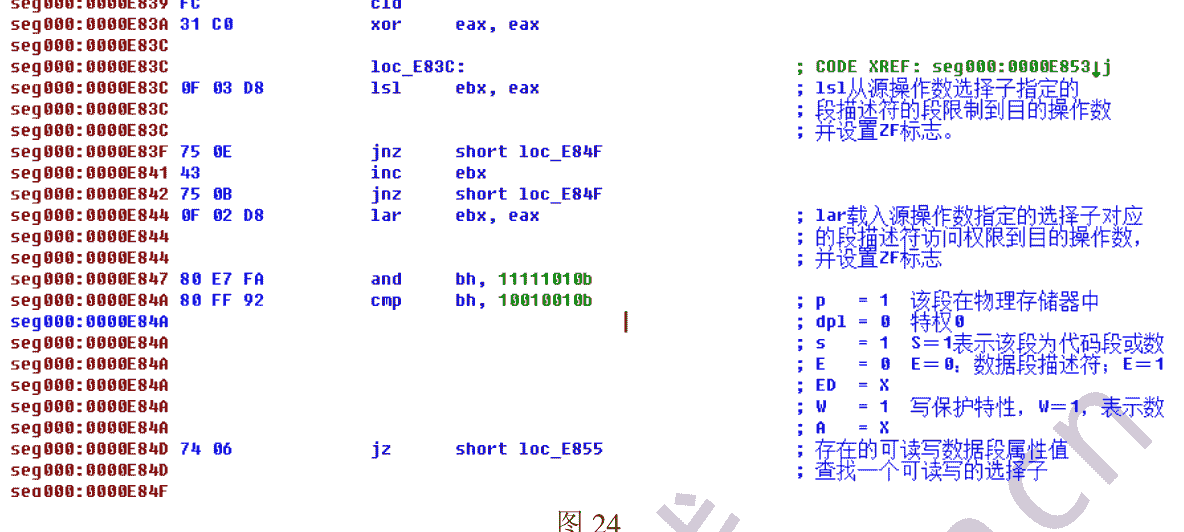 seg000:0000E839 FC cld
seg000:0000E83A 31 C0 xor eax, eax
seg000:0000E83C
seg000:0000E83C loc_E83C: ; CODE XREF: seg000:0000E853↓j
seg000:0000E83C 0F 03 D8 lsl ebx, eax ; lsl从源操作数选择子指定的
seg000:0000E83C ; 段描述符的段限制到目的操作数
seg000:0000E83C ; 并设置ZF标志。
seg000:0000E83F 75 0E jnz short loc_E84F
seg000:0000E841 43 inc ebx
seg000:0000E842 75 0B jnz short loc_E84F
seg000:0000E844 0F 02 D8 lar ebx, eax ; lar载入源操作数指定的选择子对应
seg000:0000E844 ; 的段描述符访问权限到目的操作数,
seg000:0000E844 ; 并设置ZF标志
seg000:0000E847 80 E7 FA and bh, 11111010b
seg000:0000E84A 80 FF 92 cmp bh, 10010010b ; p = 1 该段在物理存储器中
seg000:0000E84A ; dpl = 0 特权0
seg000:0000E84A ; s = 1 S＝1表示该段为代码段或数
seg000:0000E84A ; E = 0 E＝0：数据段描述符；E＝1
seg000:0000E84A ; ED = X
seg000:0000E84A ; W = 1 写保护特性，W＝1，表示数
seg000:0000E84A ; A = X
seg000:0000E84D 74 06 jz short loc_E855 ; 存在的可读写数据段属性值
seg000:0000E84D ; 查找一个可读写的选择子
seg000:0000E84F
图 24